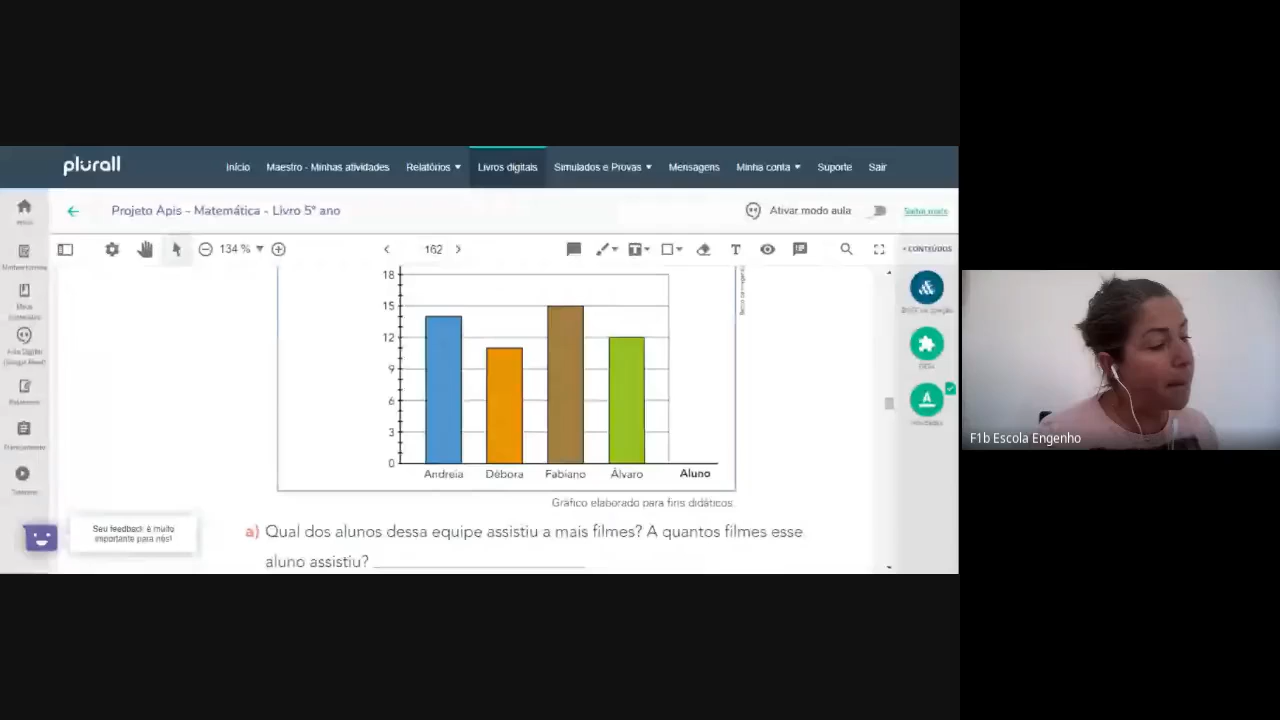 plurall
Início Maestro - Minhas atividades Relatórios Livros digitais Simulados e Provas Mensagens Minha conta Suporte Sair
Projeto Ápis - Matemática - Livro 5º ano
Ativar modo aula
134 %
162
CONTEÚDOS
18
15
12
9
6
3
0
Andreia Débora Fabiano Álvaro Aluno
Gráfico elaborado para fins didáticos.
Seu feedback é muito
importante para nós!
a) Qual dos alunos dessa equipe assistiu a mais filmes? A quantos filmes esse
aluno assistiu?
F1b Escola Engenho